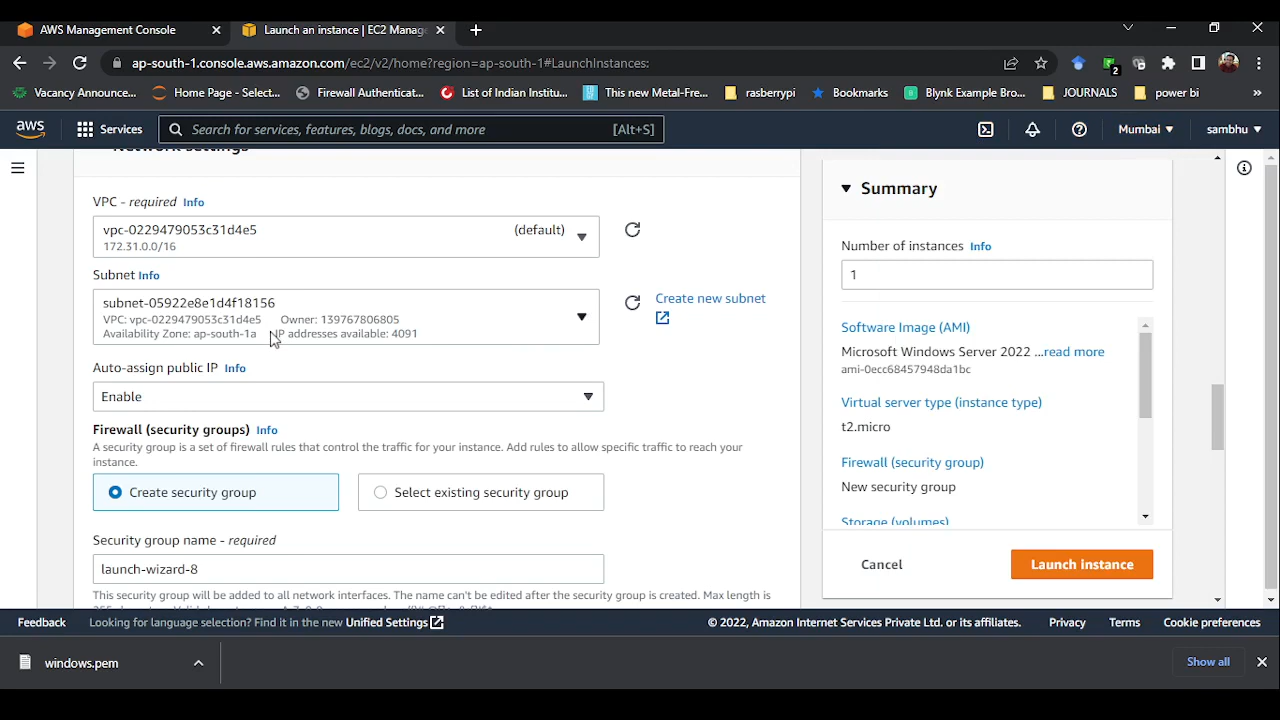 AWS Management Console
Launch an instance | EC2 Manag
ap-south-1.console.aws.amazon.com/ec2/v2/home?region=ap-south-1#LaunchInstances:
2
Vacancy Announce...
Home Page - Select...
Firewall Authenticat...
List of Indian Institu...
This new Metal-Fre...
rasberrypi
Bookmarks
Blynk Example Bro...
JOURNALS
power bi
»
aws
Services
Search for services, features, blogs, docs, and more [Alt+S]
Mumbai
sambhu
Network settings
VPC - required Info
vpc-0229479053c31d4e5 (default)
172.31.0.0/16
Subnet Info
subnet-05922e8e1d4f18156
VPC: vpc-0229479053c31d4e5 Owner: 139767806805
Availability Zone: ap-south-1a IP addresses available: 4091
Create new subnet
Auto-assign public IP Info
Enable
Firewall (security groups) Info
A security group is a set of firewall rules that control the traffic for your instance. Add rules to allow specific traffic to reach your
instance.
Create security group
Select existing security group
Security group name - required
launch-wizard-8
This security group will be added to all network interfaces. The name can't be edited after the security group is created. Max length is
Summary
Number of instances Info
1
Software Image (AMI)
Microsoft Windows Server 2022 ...read more
ami-0ecc68457948da1bc
Virtual server type (instance type)
t2.micro
Firewall (security group)
New security group
Storage (volumes)
Cancel
Launch instance
Feedback
Looking for language selection? Find it in the new Unified Settings
© 2022, Amazon Internet Services Private Ltd. or its affiliates.
Privacy
Terms
Cookie preferences
windows.pem
Show all